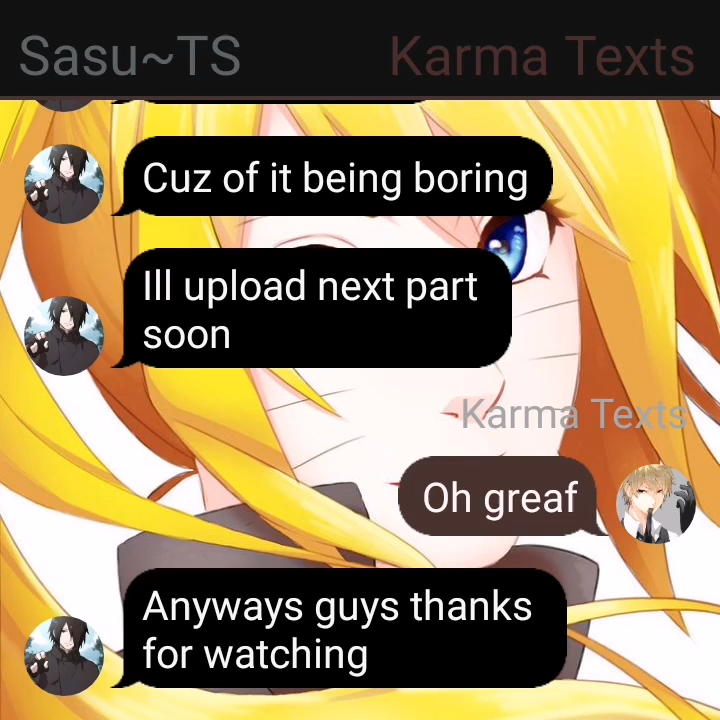 Sasu~TS Karma Texts
Cuz of it being boring
Ill upload next part
soon
Karma Texts
Oh greaf
Anyways guys thanks
for watching